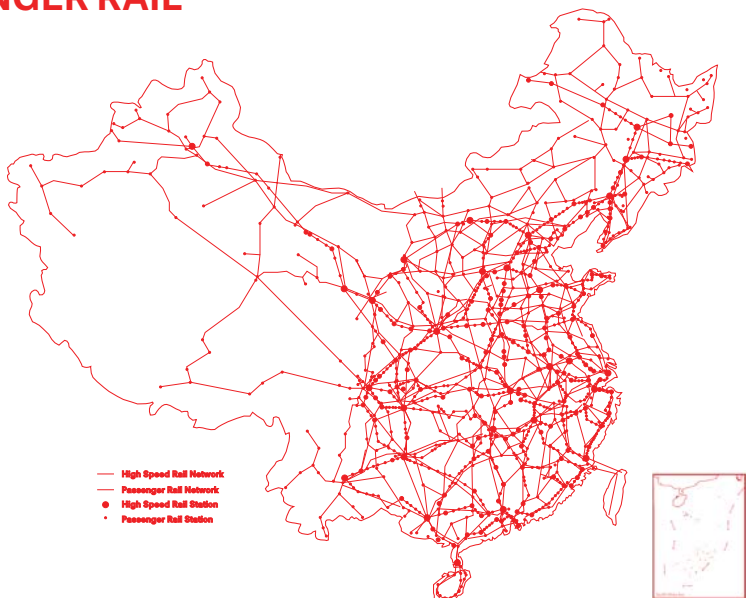 NGER RAIL
High Speed Rail Network
Passenger Rail Network
High Speed Rail Station
Passenger Rail Station